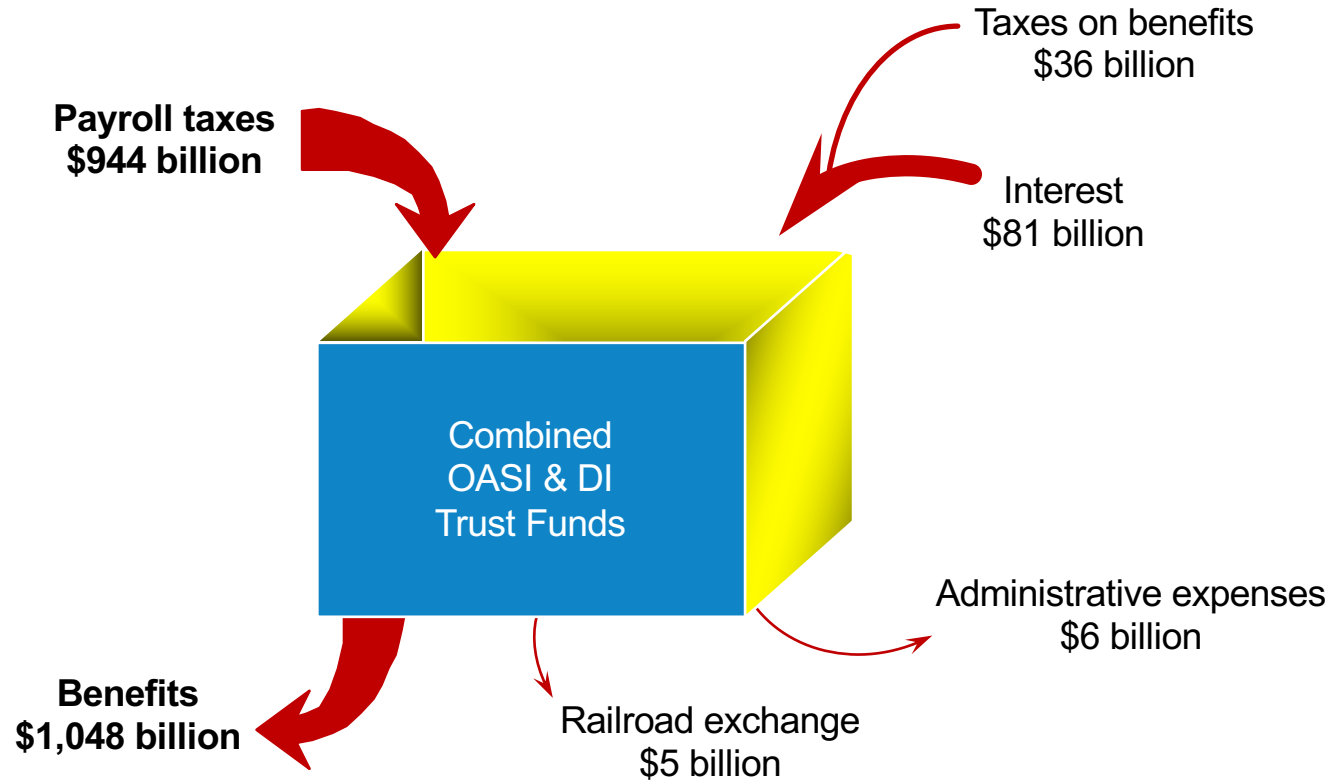 Taxes on benefits
$36 billion
Payroll taxes
$944 billion
Interest
$81 billion
Combined
OASI & DI
Trust Funds
Administrative expenses
$6 billion
Benefits
$1,048 billion
Railroad exchange
$5 billion